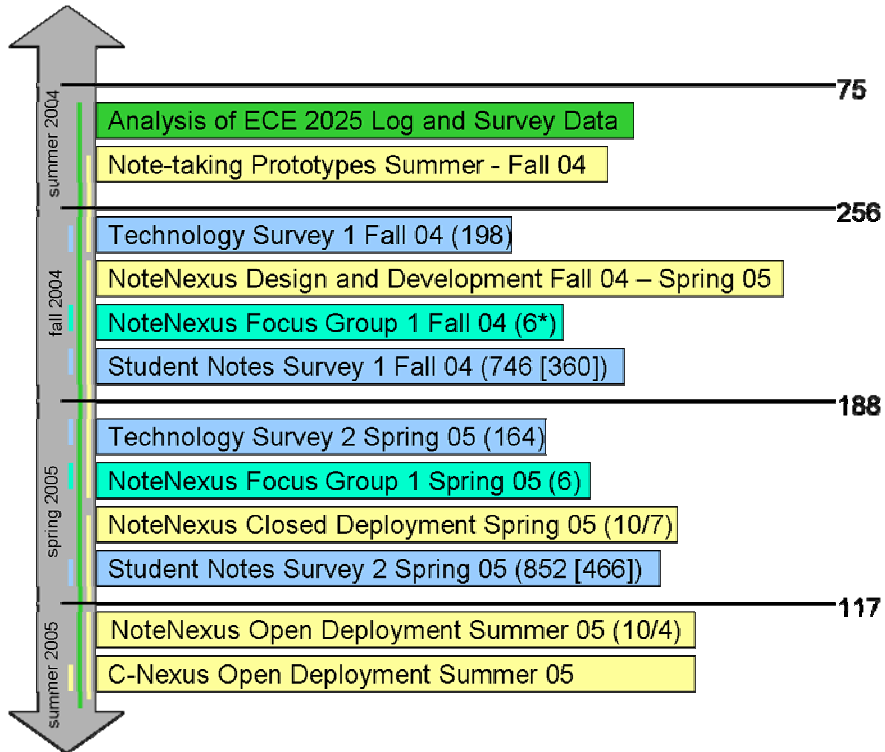 75
summer 2004
Analysis of ECE 2025 Log and Survey Data
Note-taking Prototypes Summer - Fall 04
256
fall 2004
Technology Survey 1 Fall 04 (198)
NoteNexus Design and Development Fall 04 – Spring 05
NoteNexus Focus Group 1 Fall 04 (6*)
Student Notes Survey 1 Fall 04 (746 [360])
188
spring 2005
Technology Survey 2 Spring 05 (164)
NoteNexus Focus Group 1 Spring 05 (6)
NoteNexus Closed Deployment Spring 05 (10/7)
Student Notes Survey 2 Spring 05 (852 [466])
117
summer 2005
NoteNexus Open Deployment Summer 05 (10/4)
C-Nexus Open Deployment Summer 05